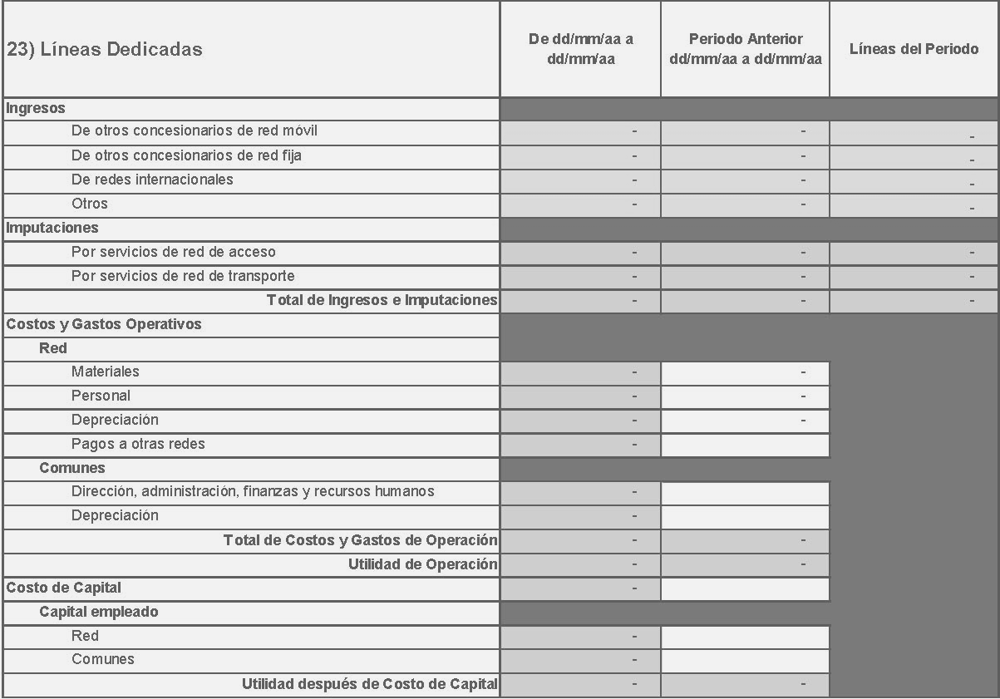 23) Líneas Dedicadas
De dd/mm/aa a
dd/mm/aa
Periodo Anterior
dd/mm/aa a dd/mm/aa
Líneas del Periodo
Ingresos
De otros concesionarios de red móvil - - -
De otros concesionarios de red fija - - -
De redes internacionales - - -
Otros - - -
Imputaciones
Por servicios de red de acceso - - -
Por servicios de red de transporte - - -
Total de Ingresos e Imputaciones - - -
Costos y Gastos Operativos
Red
Materiales - -
Personal - -
Depreciación - -
Pagos a otras redes -
Comunes
Dirección, administración, finanzas y recursos humanos -
Depreciación -
Total de Costos y Gastos de Operación - -
Utilidad de Operación - -
Costo de Capital -
Capital empleado
Red -
Comunes -
Utilidad después de Costo de Capital - -